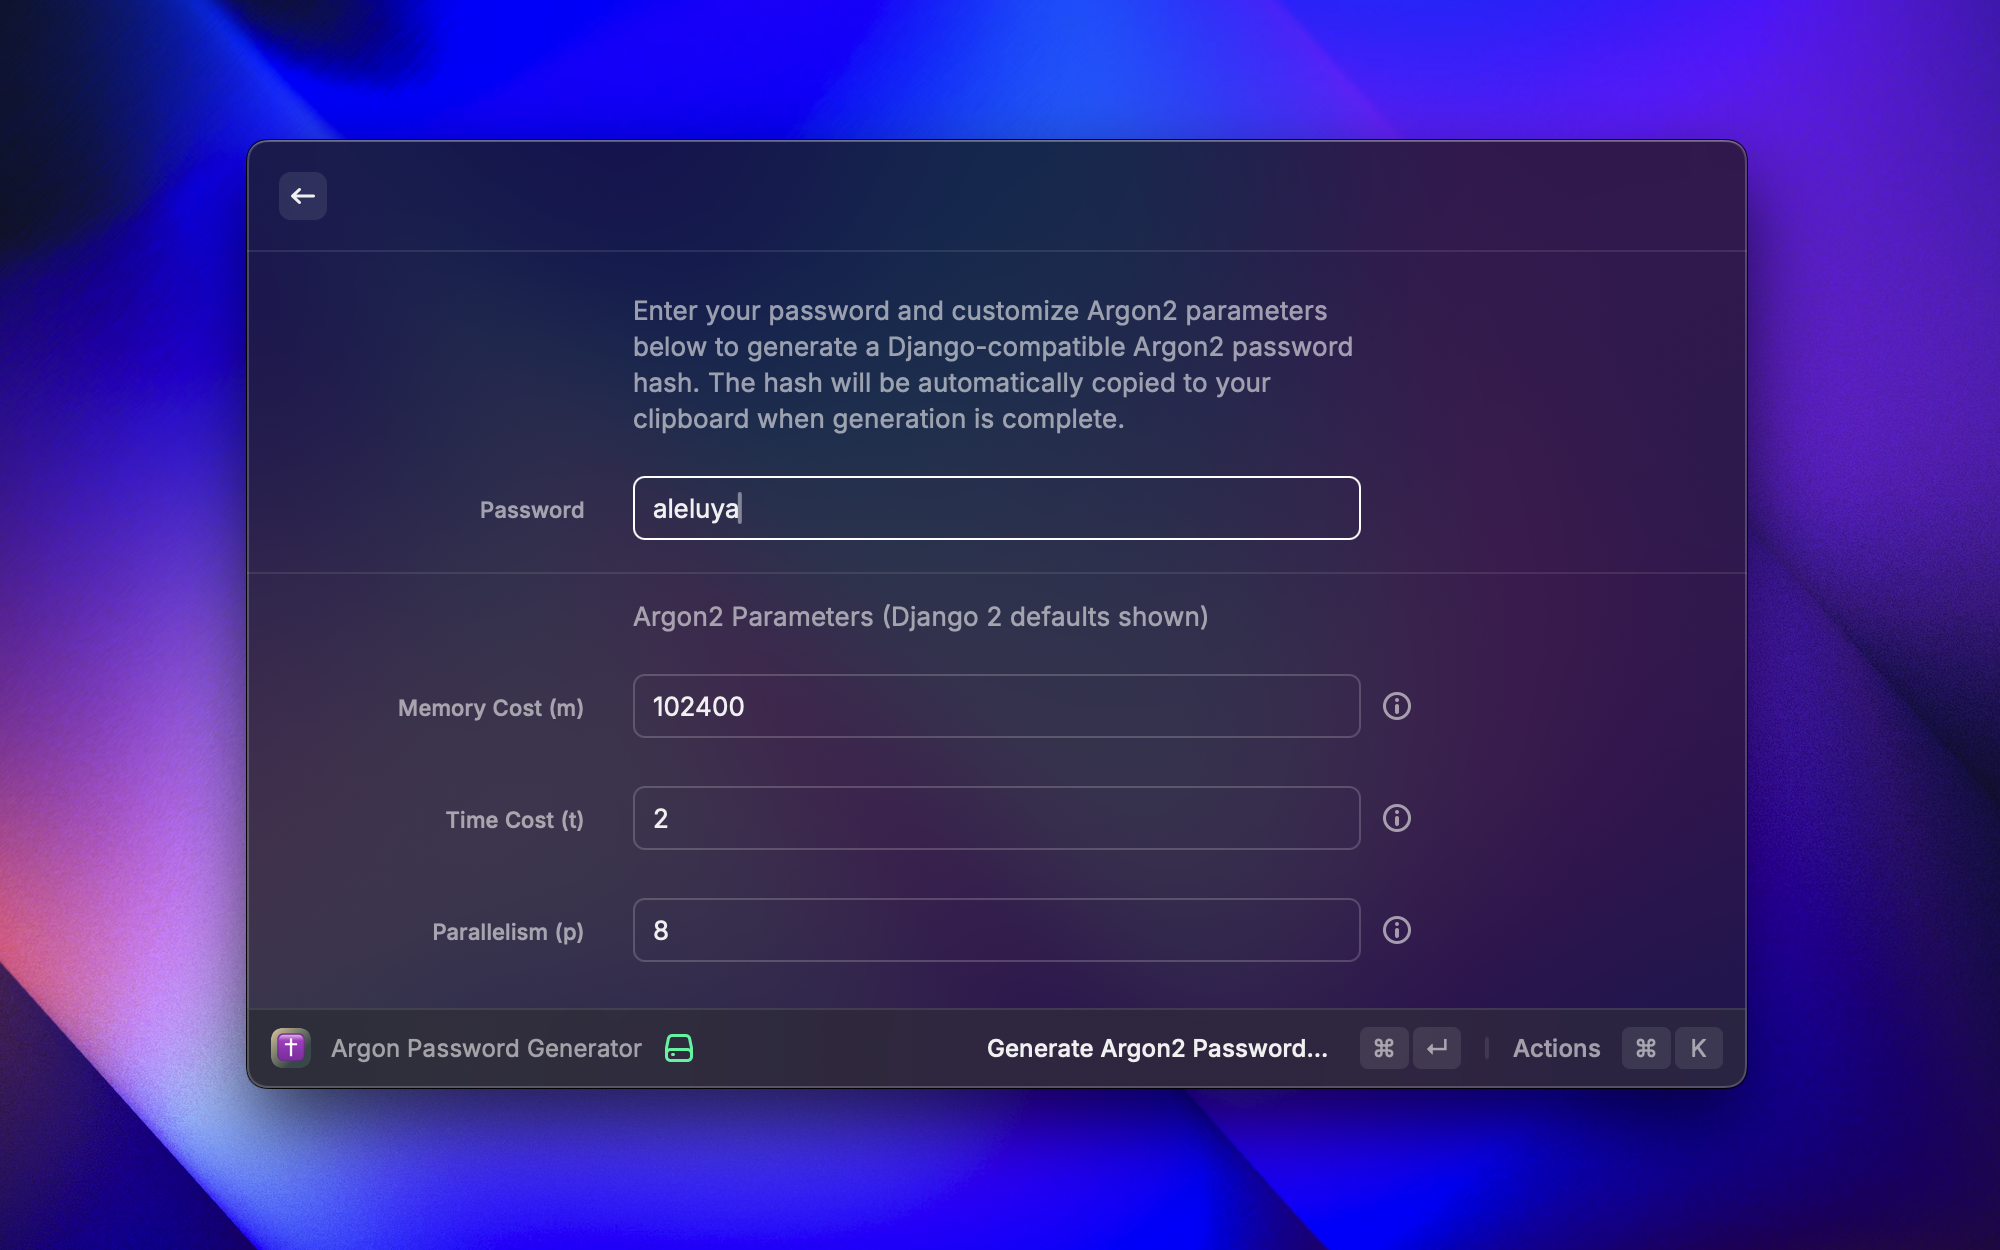 Enter your password and customize Argon2 parameters
below to generate a Django-compatible Argon2 password
hash. The hash will be automatically copied to your
clipboard when generation is complete.
Password
aleluya
Argon2 Parameters (Django 2 defaults shown)
Memory Cost (m)
102400
Time Cost (t)
2
Parallelism (p)
8
Argon Password Generator
Generate Argon2 Password... ⌘ ↵ Actions ⌘ K